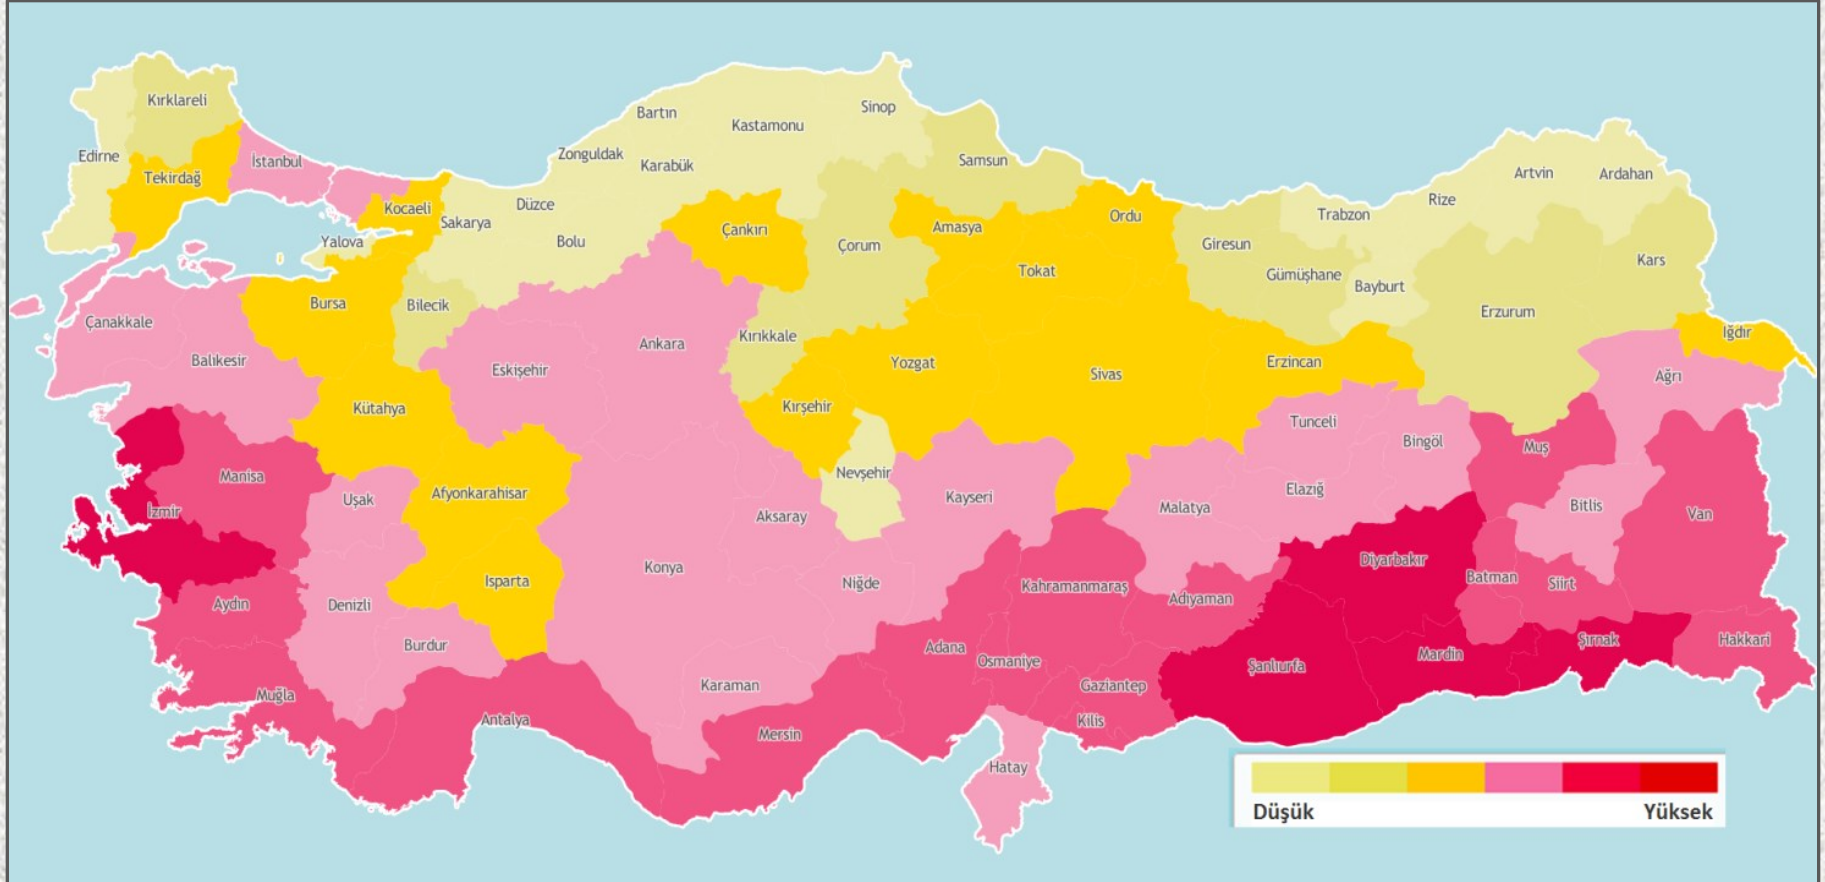 Kırklareli
Edirne
Tekirdağ
İstanbul
Kocaeli
Yalova
Sakarya
Düzce
Bolu
Zonguldak
Bartın
Karabük
Kastamonu
Sinop
Samsun
Çankırı
Çorum
Amasya
Ordu
Tokat
Giresun
Gümüşhane
Trabzon
Bayburt
Rize
Artvin
Ardahan
Kars
Erzurum
Iğdır
Ağrı
Çanakkale
Balıkesir
Bursa
Bilecik
Kütahya
Eskişehir
Ankara
Kırıkkale
Yozgat
Kırşehir
Sivas
Erzincan
Tunceli
Bingöl
Muş
Bitlis
Van
Manisa
İzmir
Uşak
Afyonkarahisar
Aksaray
Nevşehir
Kayseri
Malatya
Elazığ
Diyarbakır
Batman
Siirt
Aydın
Denizli
Isparta
Burdur
Konya
Niğde
Kahramanmaraş
Adıyaman
Muğla
Antalya
Karaman
Mersin
Adana
Osmaniye
Gaziantep
Kilis
Hatay
Şanlıurfa
Mardin
Şırnak
Hakkari
Düşük
Yüksek